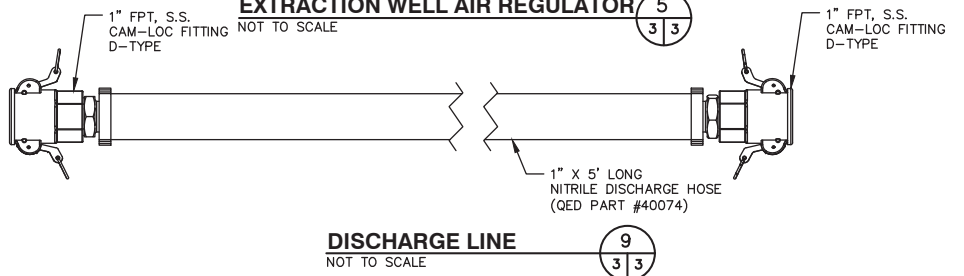 EXTRACTION WELL AIR REGULATOR
NOT TO SCALE
5
3 3
1" FPT, S.S.
CAM-LOC FITTING
D-TYPE
1" FPT, S.S.
CAM-LOC FITTING
D-TYPE
1" X 5' LONG
NITRILE DISCHARGE HOSE
(QED PART #40074)
DISCHARGE LINE
NOT TO SCALE
9
3 3